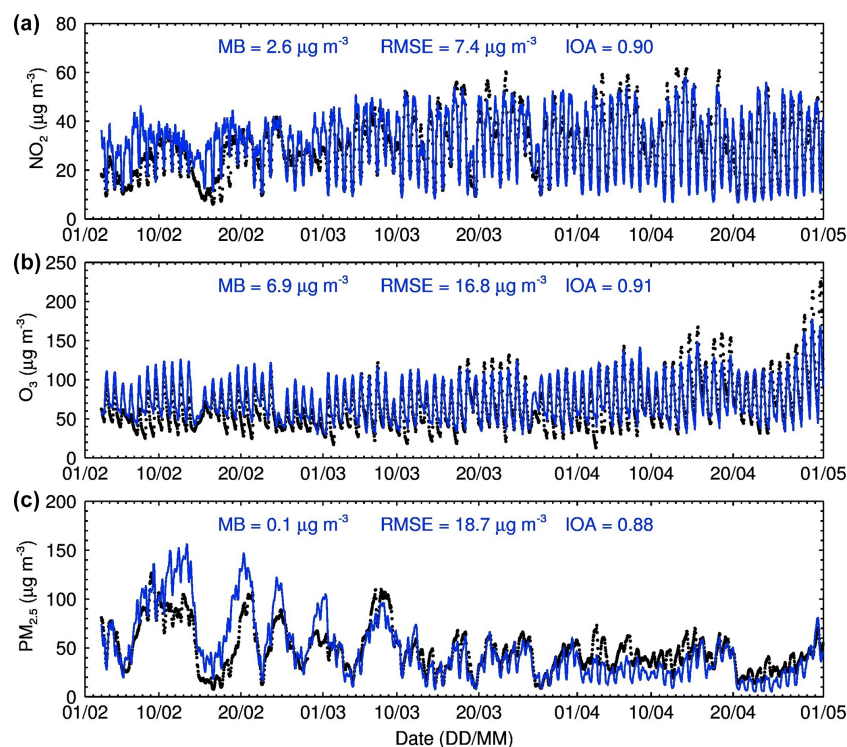 (a)
80
60
40
20
0
NO₂ (µg m⁻³)
MB = 2.6 µg m⁻³ RMSE = 7.4 µg m⁻³ IOA = 0.90
01/02 10/02 20/02 01/03 10/03 20/03 01/04 10/04 20/04 01/05
(b)
250
200
150
100
50
0
O₃ (µg m⁻³)
MB = 6.9 µg m⁻³ RMSE = 16.8 µg m⁻³ IOA = 0.91
01/02 10/02 20/02 01/03 10/03 20/03 01/04 10/04 20/04 01/05
(c)
200
150
100
50
0
PM₂.₅ (µg m⁻³)
MB = 0.1 µg m⁻³ RMSE = 18.7 µg m⁻³ IOA = 0.88
01/02 10/02 20/02 01/03 10/03 20/03 01/04 10/04 20/04 01/05
Date (DD/MM)